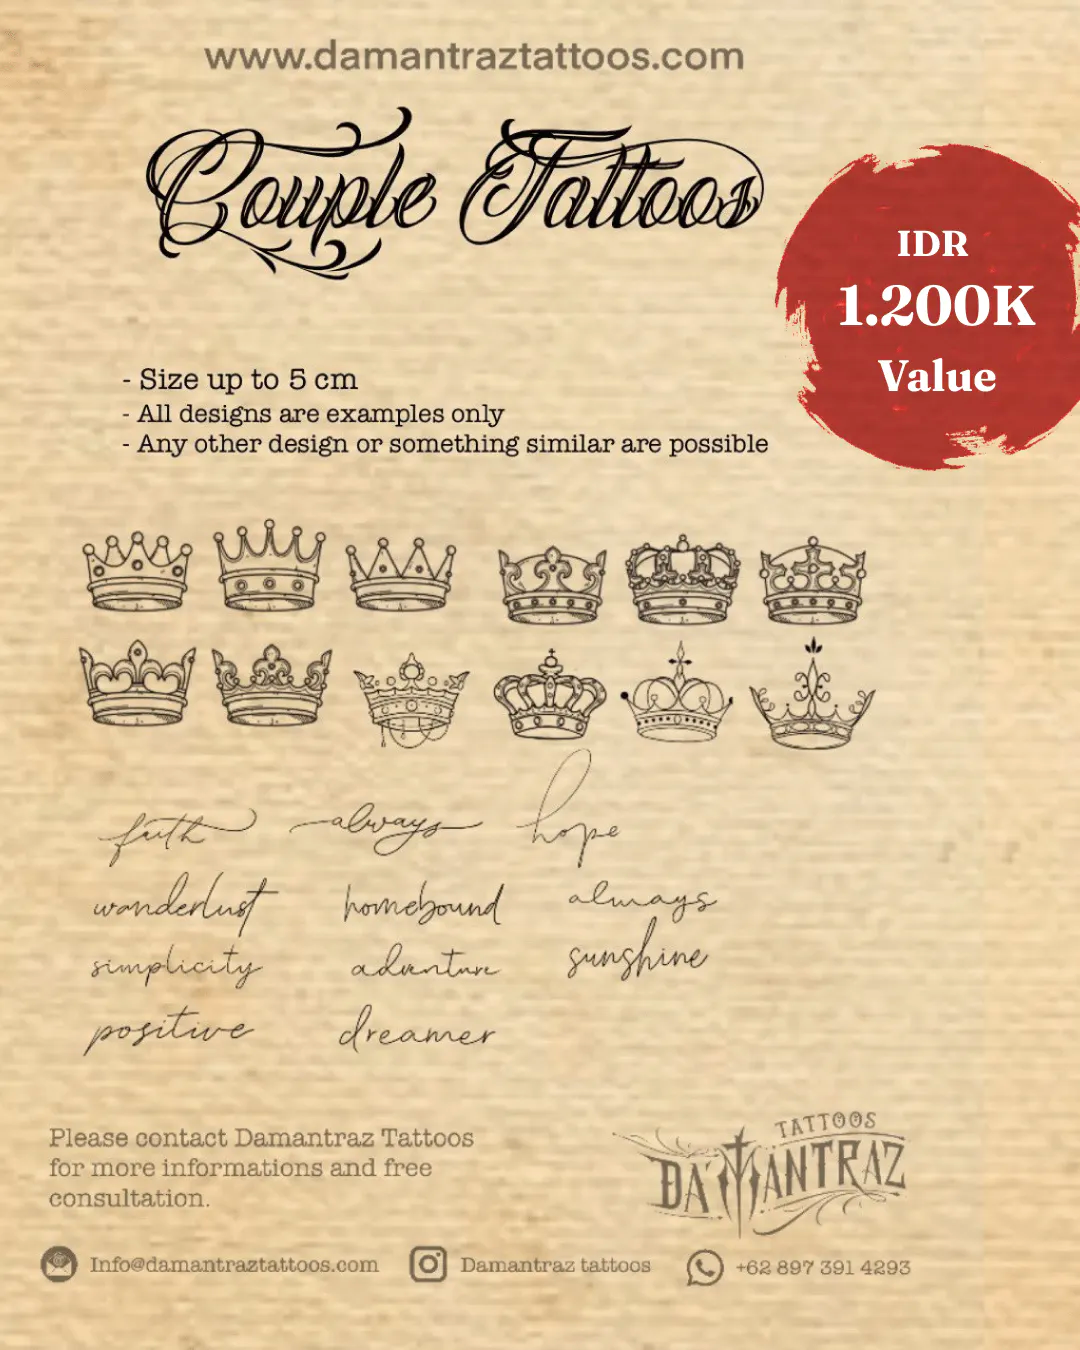 www.damantraztattoos.com
Couple Tattoos
IDR
1.200K
Value
- Size up to 5 cm
- All designs are examples only
- Any other design or something similar are possible
faith always hope
wanderlust homebound always
simplicity adventure sunshine
positive dreamer
Please contact Damantraz Tattoos
for more informations and free
consultation.
TATTOOS
DAMANTRAZ
Info@damantraztattoos.com Damantraz tattoos +62 897 391 4293